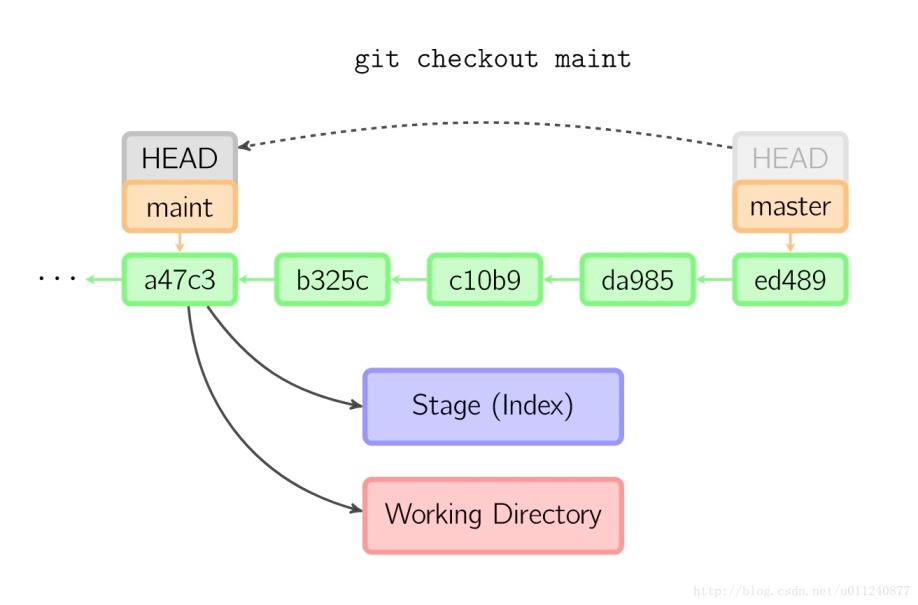 git checkout maint
HEAD
HEAD
maint
master
...
a47c3
b325c
c10b9
da985
ed489
Stage (Index)
Working Directory
http://blog.csdn.net/u011240877